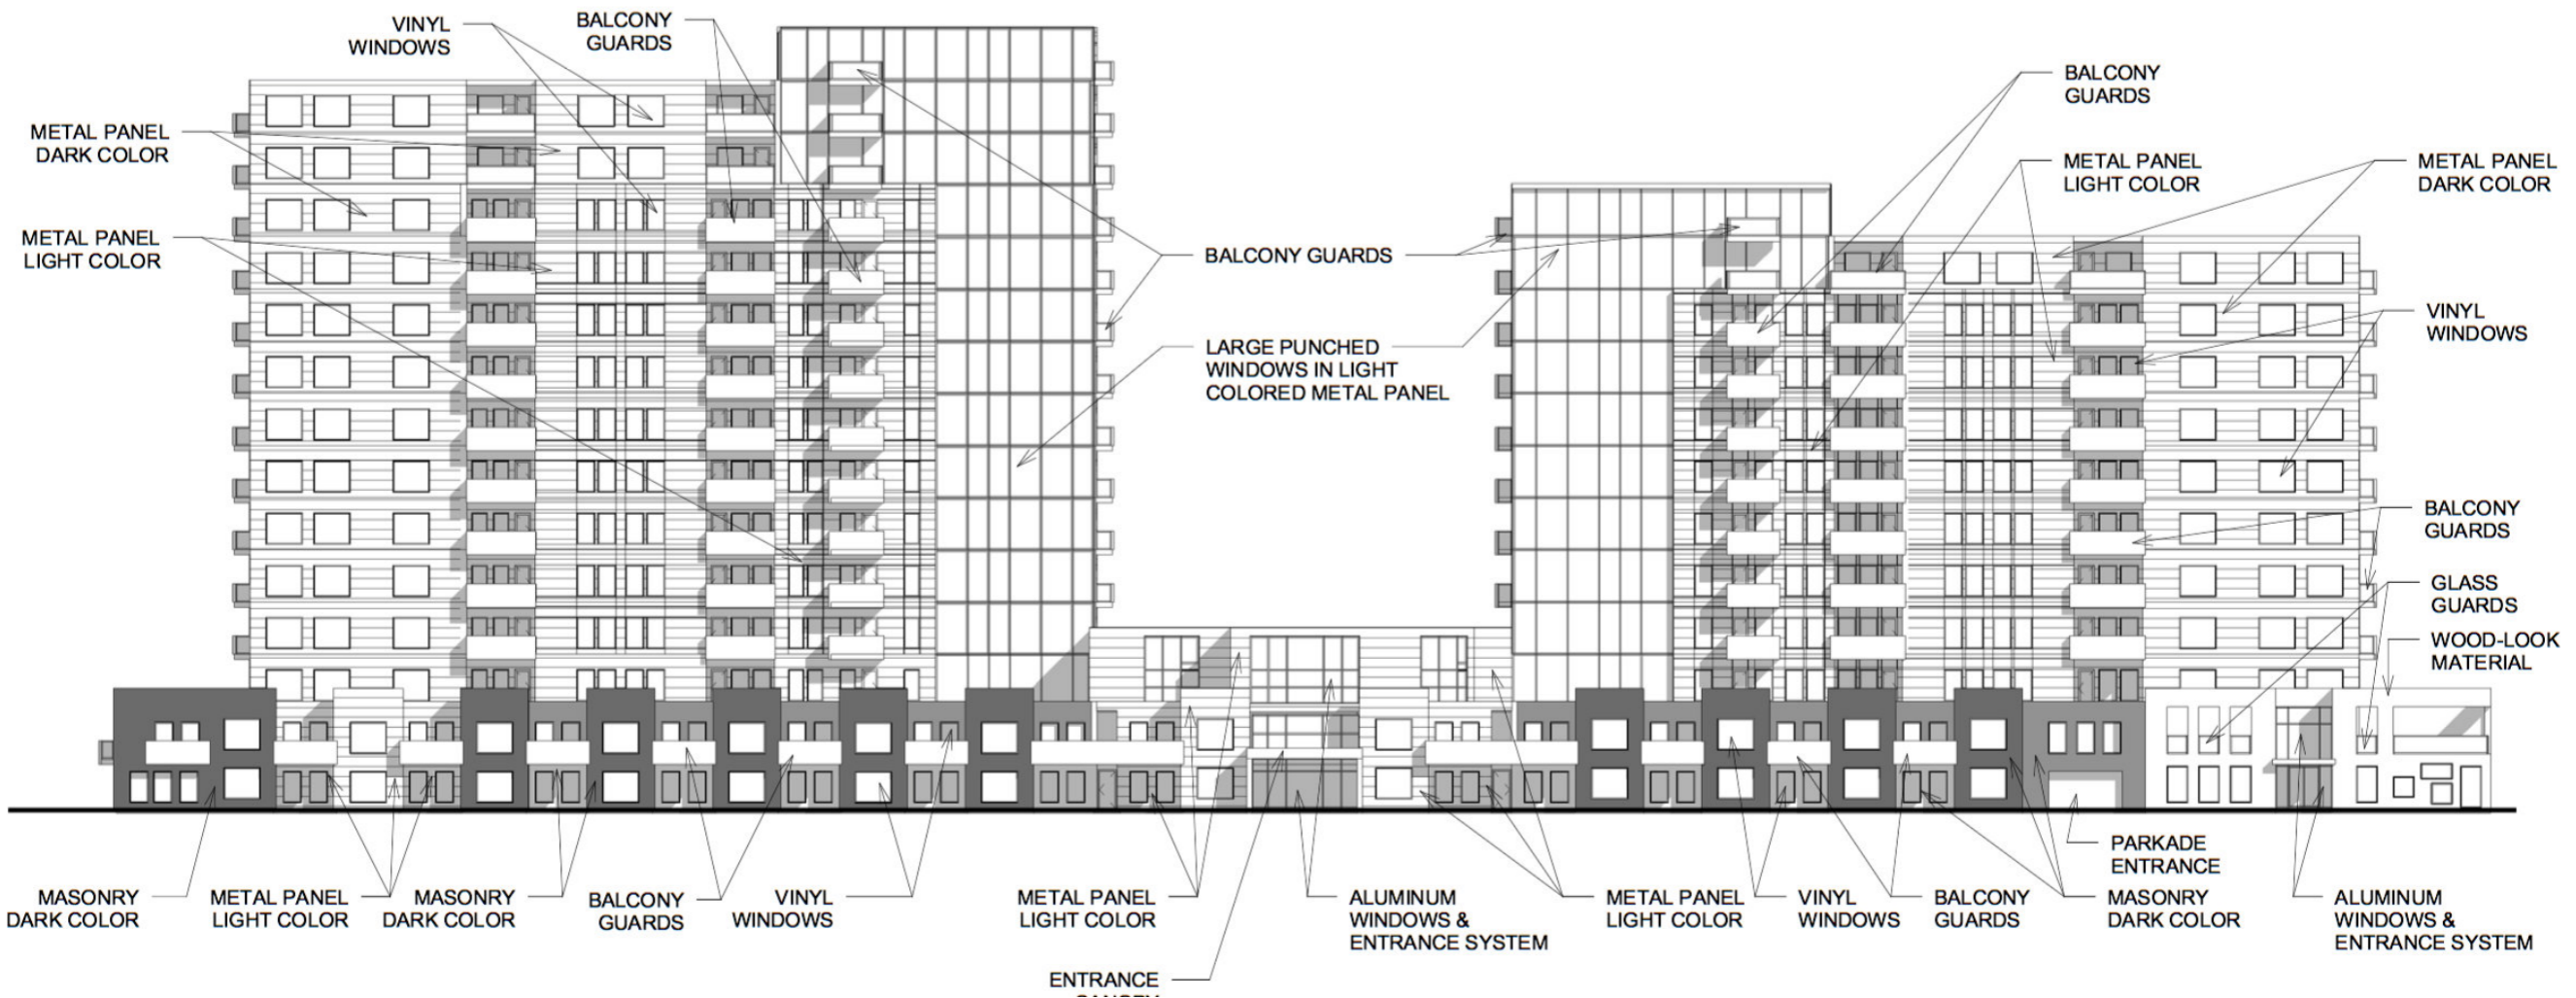 VINYL
WINDOWS
BALCONY
GUARDS
METAL PANEL
DARK COLOR
METAL PANEL
LIGHT COLOR
BALCONY GUARDS
LARGE PUNCHED
WINDOWS IN LIGHT
COLORED METAL PANEL
BALCONY
GUARDS
METAL PANEL
LIGHT COLOR
METAL PANEL
DARK COLOR
VINYL
WINDOWS
BALCONY
GUARDS
GLASS
GUARDS
WOOD-LOOK
MATERIAL
PARKADE
ENTRANCE
MASONRY
DARK COLOR
METAL PANEL
LIGHT COLOR
MASONRY
DARK COLOR
BALCONY
GUARDS
VINYL
WINDOWS
METAL PANEL
LIGHT COLOR
ENTRANCE
ALUMINUM
WINDOWS &
ENTRANCE SYSTEM
METAL PANEL
LIGHT COLOR
VINYL
WINDOWS
BALCONY
GUARDS
MASONRY
DARK COLOR
ALUMINUM
WINDOWS &
ENTRANCE SYSTEM